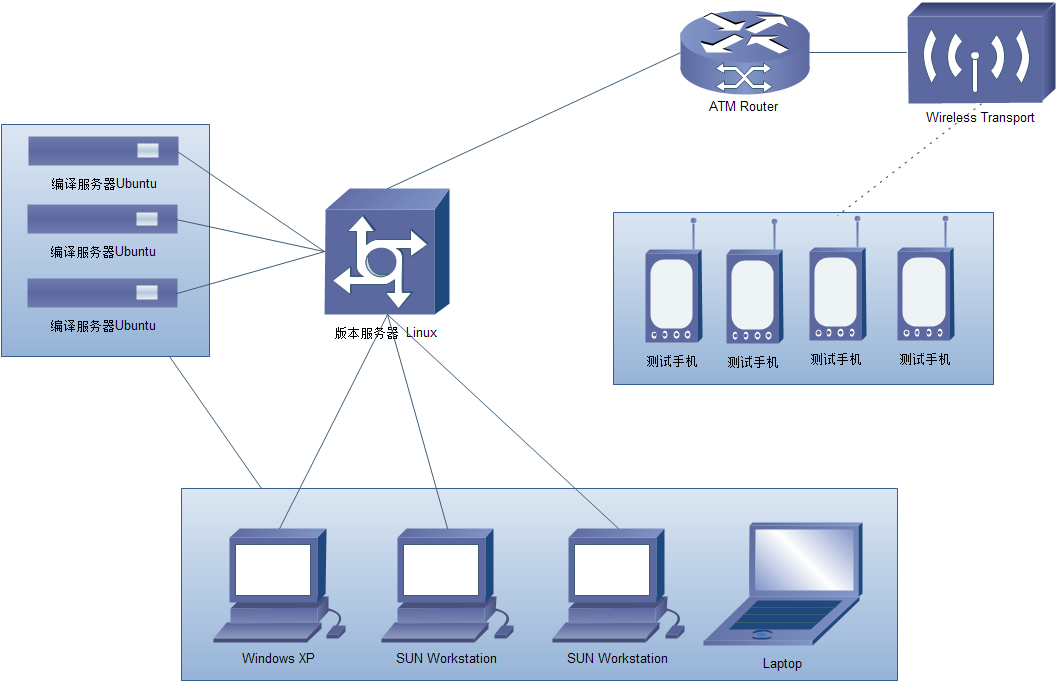 ATM Router
Wireless Transport
编译服务器Ubuntu
编译服务器Ubuntu
编译服务器Ubuntu
版本服务器 Linux
测试手机
测试手机
测试手机
测试手机
Windows XP
SUN Workstation
SUN Workstation
Laptop